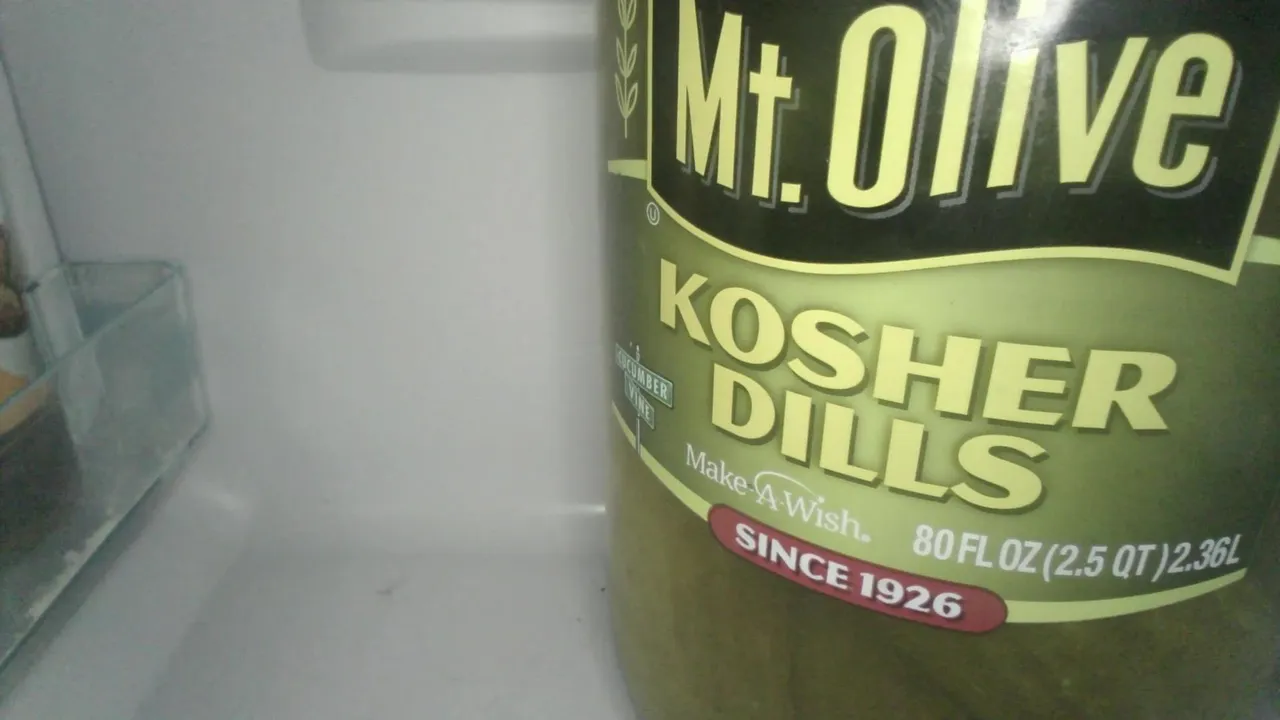 Mt. Olive
U
KOSHER
DILLS
CUCUMBER
VINE
Make-A-Wish.
SINCE 1926
80 FL OZ (2.5 QT) 2.36L